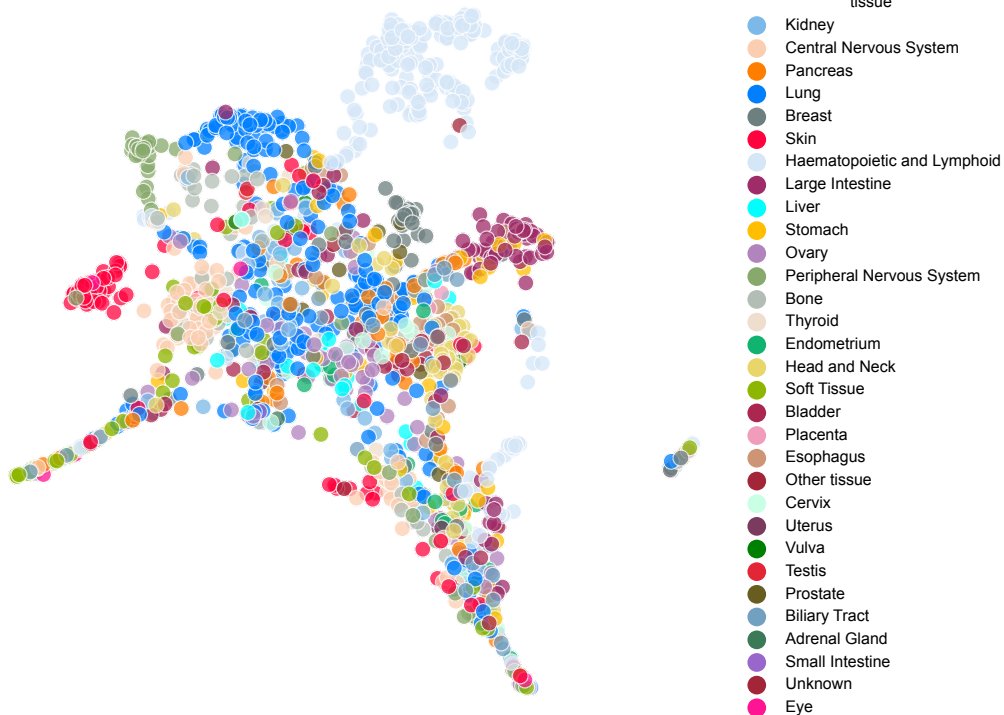 tissue
Kidney
Central Nervous System
Pancreas
Lung
Breast
Skin
Haematopoietic and Lymphoid
Large Intestine
Liver
Stomach
Ovary
Peripheral Nervous System
Bone
Thyroid
Endometrium
Head and Neck
Soft Tissue
Bladder
Placenta
Esophagus
Other tissue
Cervix
Uterus
Vulva
Testis
Prostate
Biliary Tract
Adrenal Gland
Small Intestine
Unknown
Eye